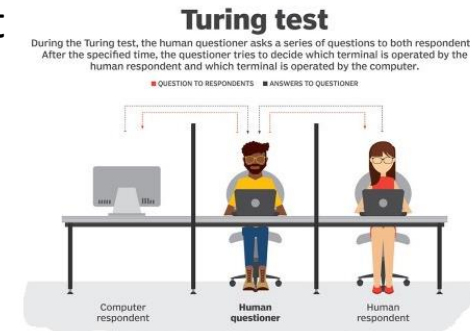 t
Turing test
During the Turing test, the human questioner asks a series of questions to both respondent
After the specified time, the questioner tries to decide which terminal is operated by the
human respondent and which terminal is operated by the computer.
QUESTION TO RESPONDENTS ANSWERS TO QUESTIONER
Computer
respondent
Human
questioner
Human
respondent